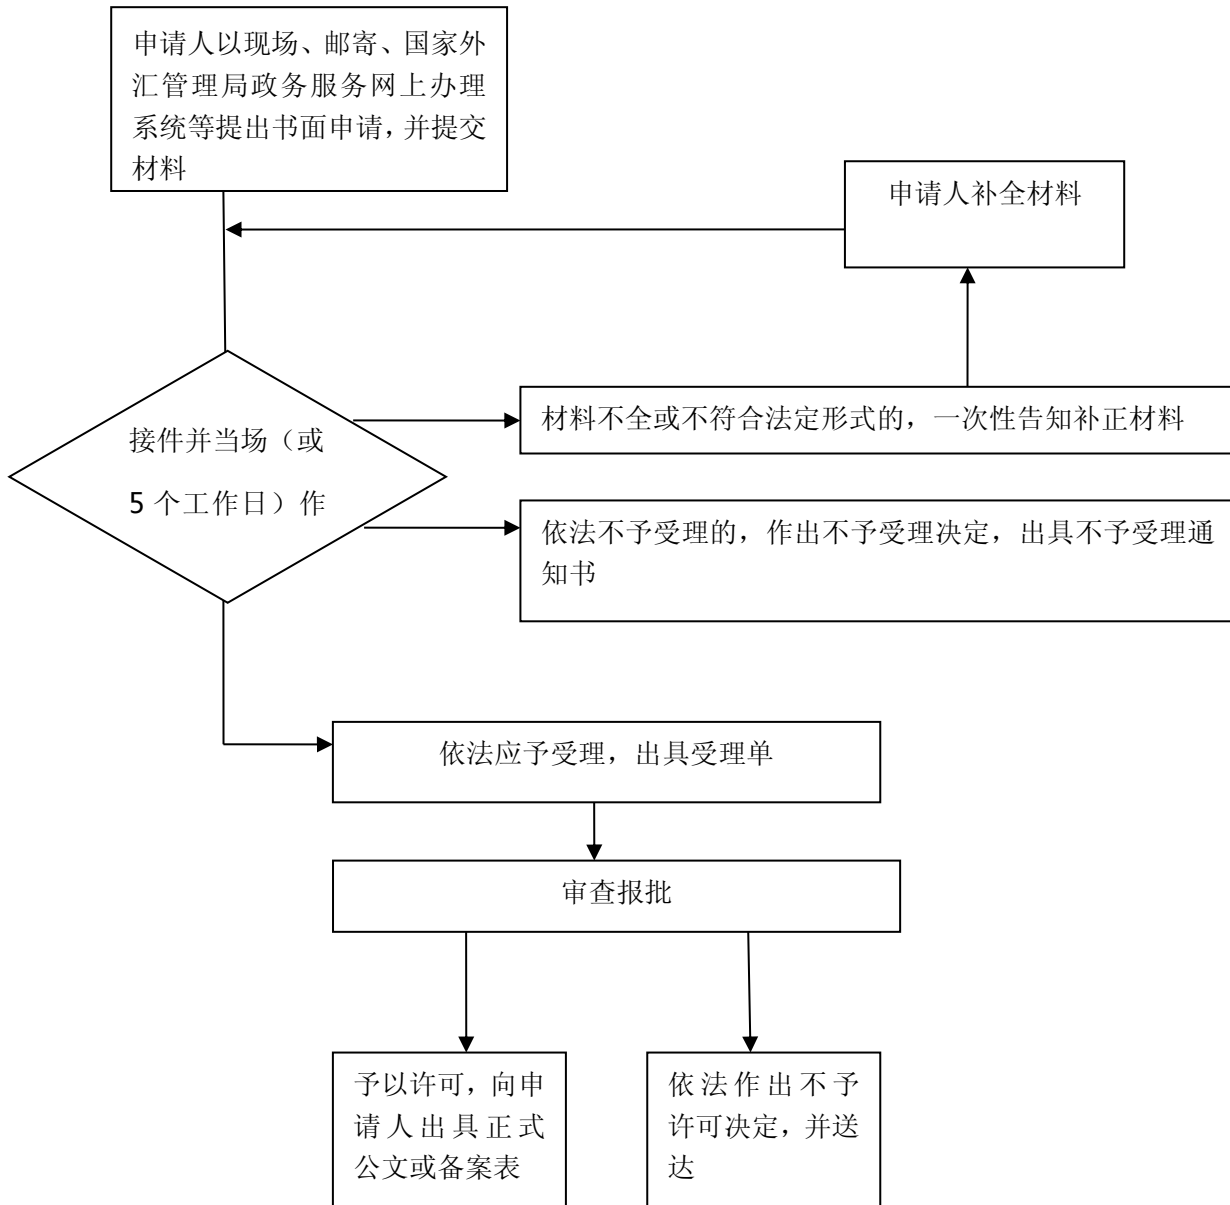 申请人以现场、邮寄、国家外
汇管理局政务服务网上办理
系统等提出书面申请，并提交
材料
申请人补全材料
材料不全或不符合法定形式的，一次性告知补正材料
接件并当场（或
5 个工作日）作
依法不予受理的，作出不予受理决定，出具不予受理通
知书
依法应予受理，出具受理单
审查报批
予以许可，向申
请人出具正式
公文或备案表
依法作出不予
许可决定，并送
达